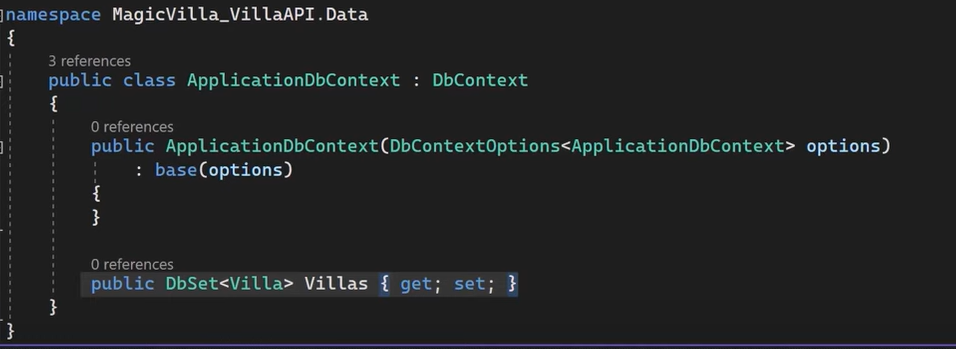 namespace MagicVilla_VillaAPI.Data
{
3 references
public class ApplicationDbContext : DbContext
{
0 references
public ApplicationDbContext(DbContextOptions<ApplicationDbContext> options)
: base(options)
{
}
0 references
public DbSet<Villa> Villas { get; set; }
}
}